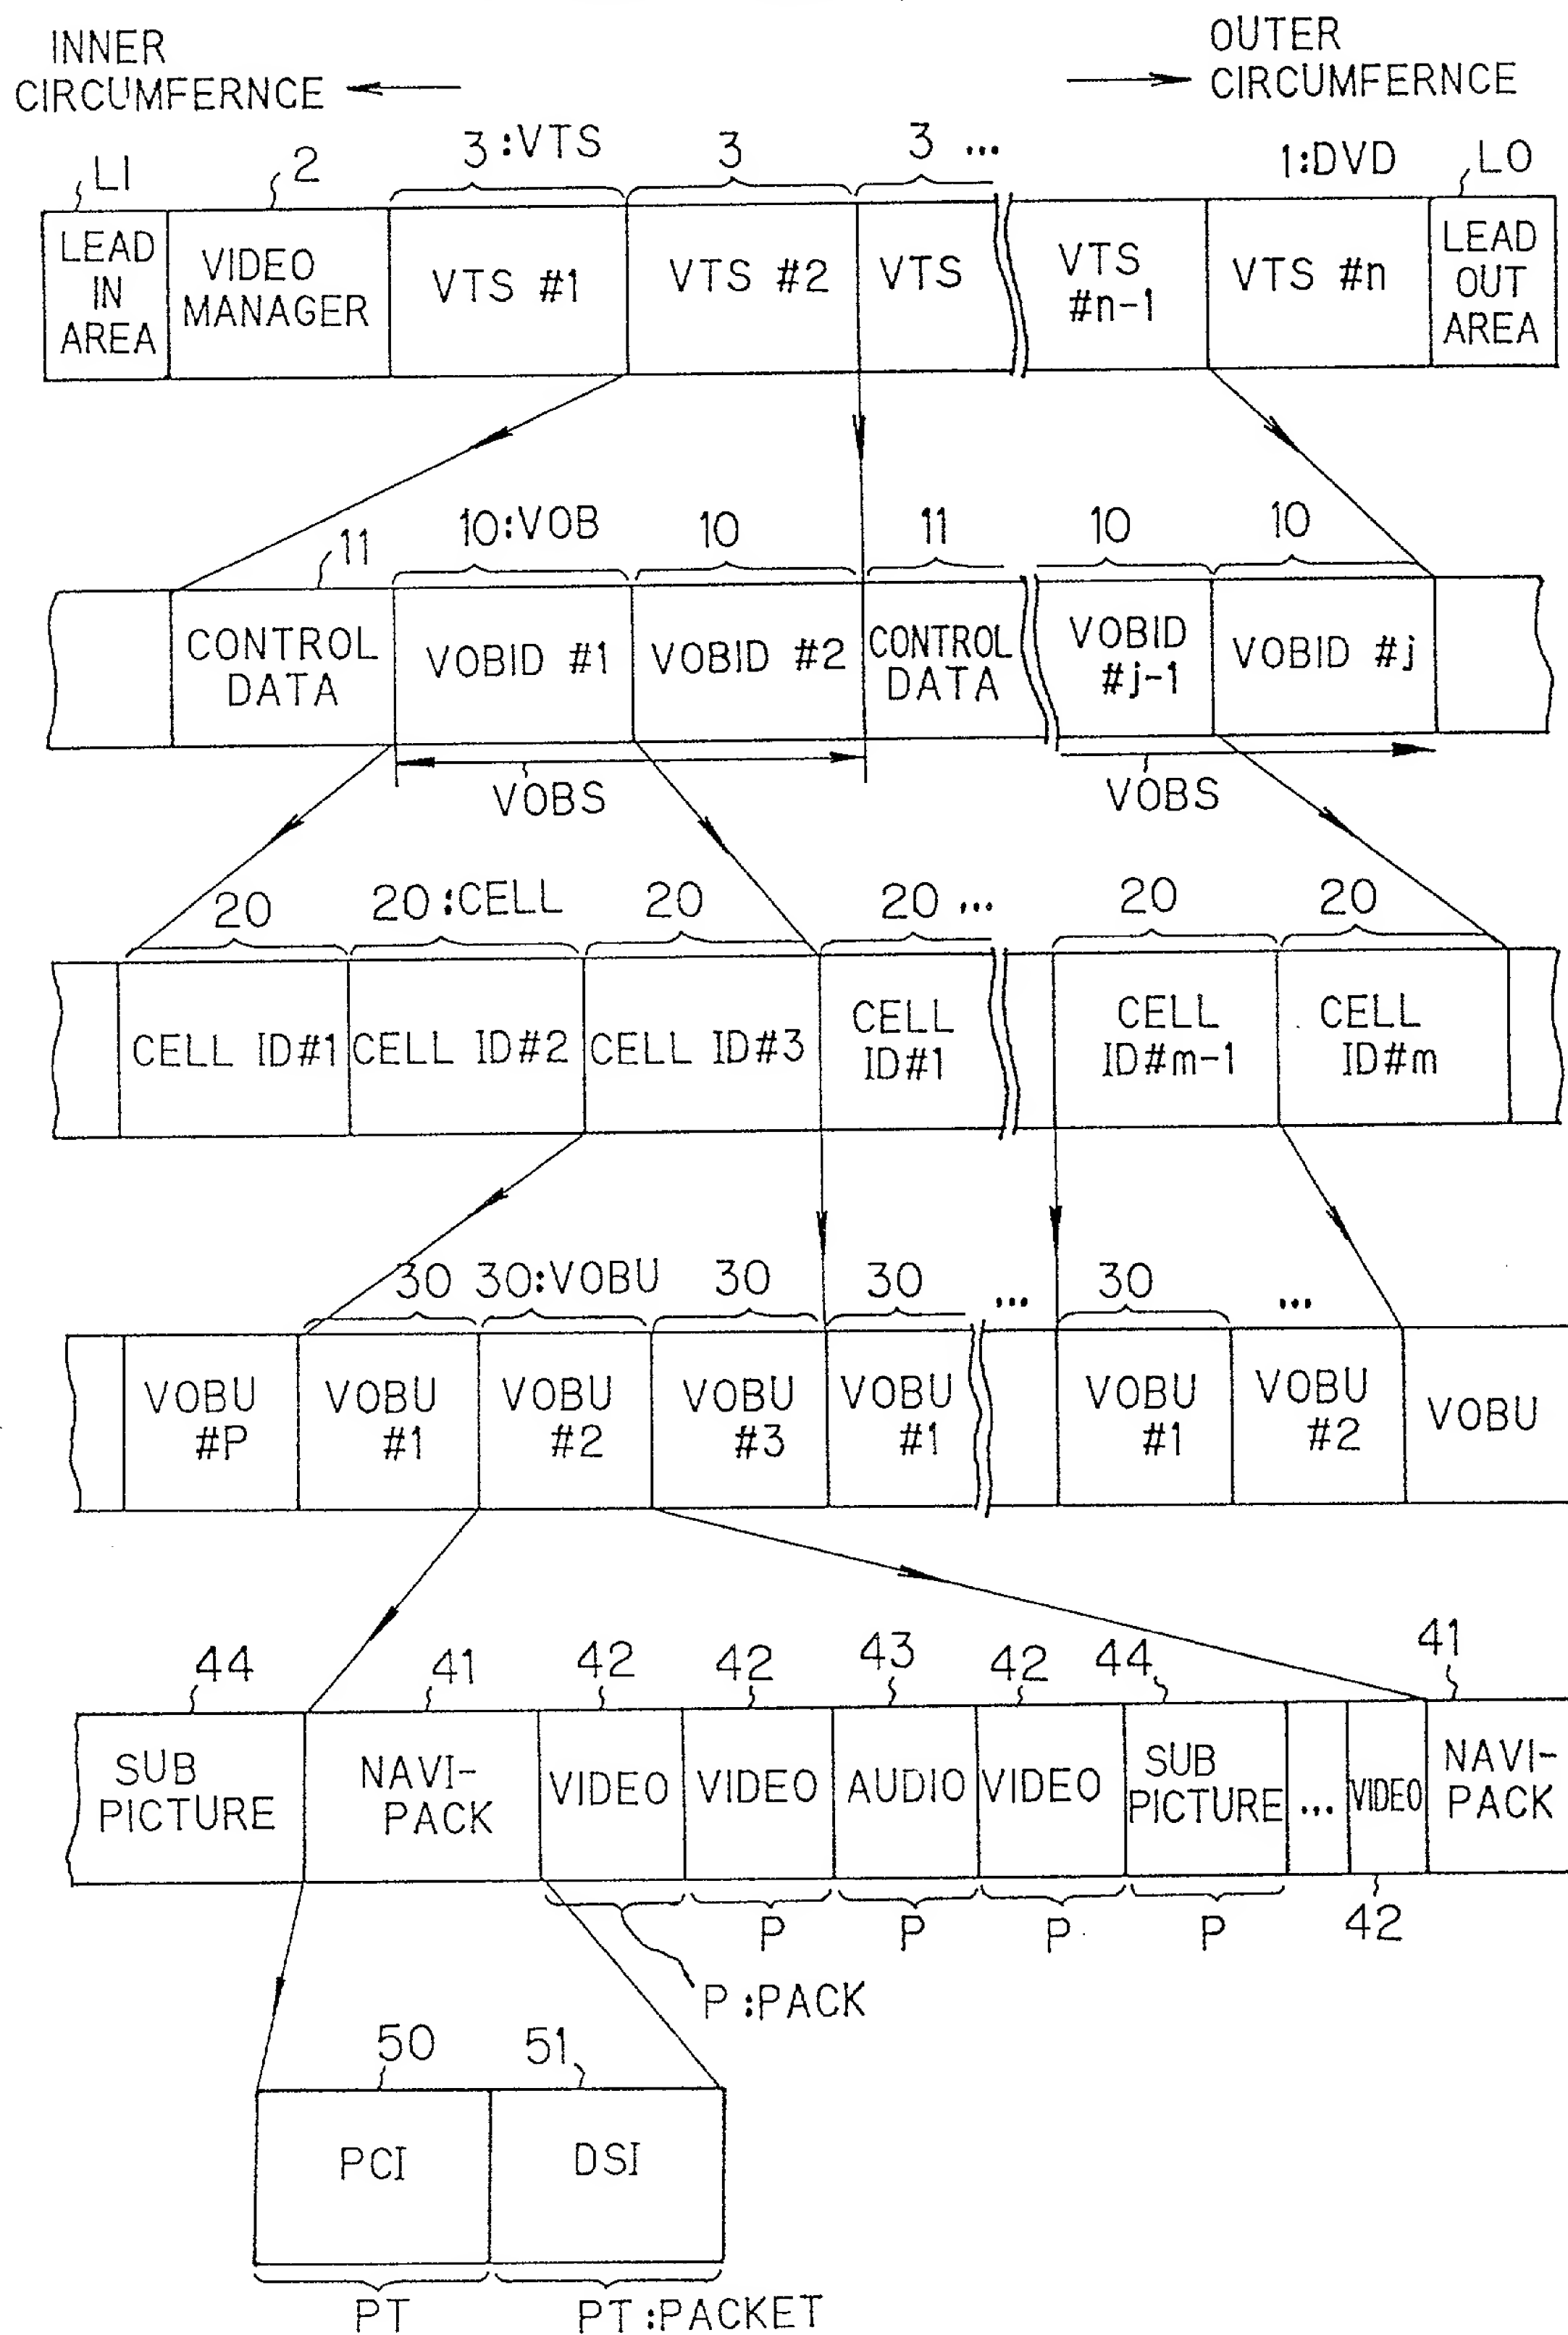 INNER
CIRCUMFERNCE
OUTER
CIRCUMFERNCE
LI
2
3:VTS
3
3 ...
1:DVD
LO
LEAD
IN
AREA
VIDEO
MANAGER
VTS #1
VTS #2
VTS
VTS
#n-1
VTS #n
LEAD
OUT
AREA
11
10:VOB
10
11
10
10
CONTROL
DATA
VOBID #1
VOBID #2
CONTROL
DATA
VOBID
#j-1
VOBID #j
VOBS
VOBS
20
20:CELL
20
20 ...
20
20
CELL ID#1
CELL ID#2
CELL ID#3
CELL
ID#1
CELL
ID#m-1
CELL
ID#m
30
30:VOBU
30
30
...
30
...
VOBU
#P
VOBU
#1
VOBU
#2
VOBU
#3
VOBU
#1
VOBU
#1
VOBU
#2
VOBU
44
41
42
42
43
42
44
41
SUB
PICTURE
NAVI-
PACK
VIDEO
VIDEO
AUDIO
VIDEO
SUB
PICTURE
...
VIDEO
NAVI-
PACK
P
P
P
P
42
P:PACK
50
51
PCI
DSI
PT
PT:PACKET